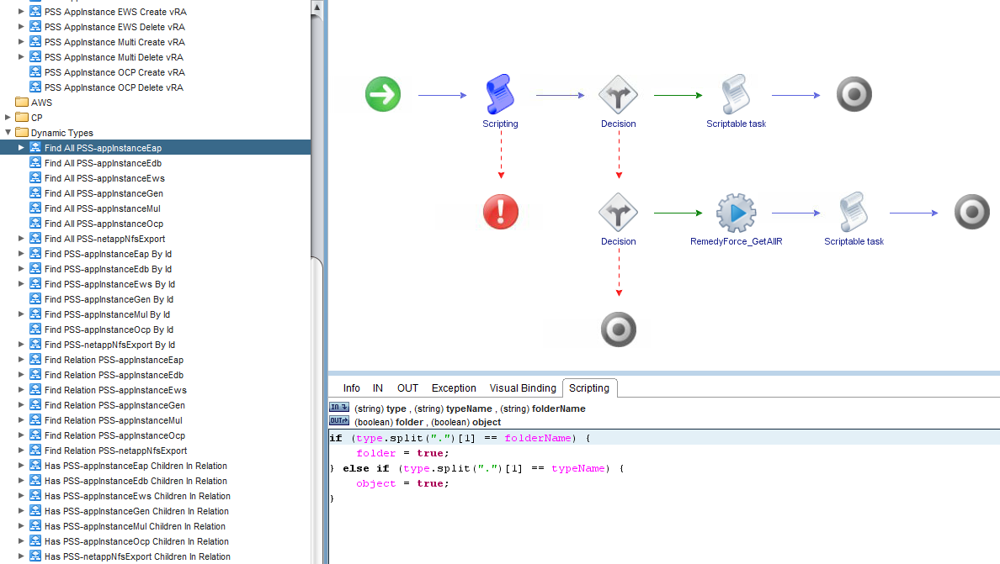 PSS AppInstance EWS Create vRA
PSS AppInstance EWS Delete vRA
PSS AppInstance Multi Create vRA
PSS AppInstance Multi Delete vRA
PSS AppInstance OCP Create vRA
PSS AppInstance OCP Delete vRA
AWS
CP
Dynamic Types
Find All PSS-appInstanceEap
Find All PSS-appInstanceEdb
Find All PSS-appInstanceEws
Find All PSS-appInstanceGen
Find All PSS-appInstanceMul
Find All PSS-appInstanceOcp
Find All PSS-netappNfsExport
Find PSS-appInstanceEap By Id
Find PSS-appInstanceEdb By Id
Find PSS-appInstanceEws By Id
Find PSS-appInstanceGen By Id
Find PSS-appInstanceMul By Id
Find PSS-appInstanceOcp By Id
Find PSS-netappNfsExport By Id
Find Relation PSS-appInstanceEap
Find Relation PSS-appInstanceEdb
Find Relation PSS-appInstanceEws
Find Relation PSS-appInstanceGen
Find Relation PSS-appInstanceMul
Find Relation PSS-appInstanceOcp
Find Relation PSS-netappNfsExport
Has PSS-appInstanceEap Children In Relation
Has PSS-appInstanceEdb Children In Relation
Has PSS-appInstanceEws Children In Relation
Has PSS-appInstanceGen Children In Relation
Has PSS-appInstanceMul Children In Relation
Has PSS-appInstanceOcp Children In Relation
Has PSS-netappNfsExport Children In Relation
Scripting Decision Scriptable task
Decision RemedyForce_GetAllR Scriptable task
Info IN OUT Exception Visual Binding Scripting
IN (string) type , (string) typeName , (string) folderName
OUT (boolean) folder , (boolean) object
if (type.split(".")[1] == folderName) {
folder = true;
} else if (type.split(".")[1] == typeName) {
object = true;
}